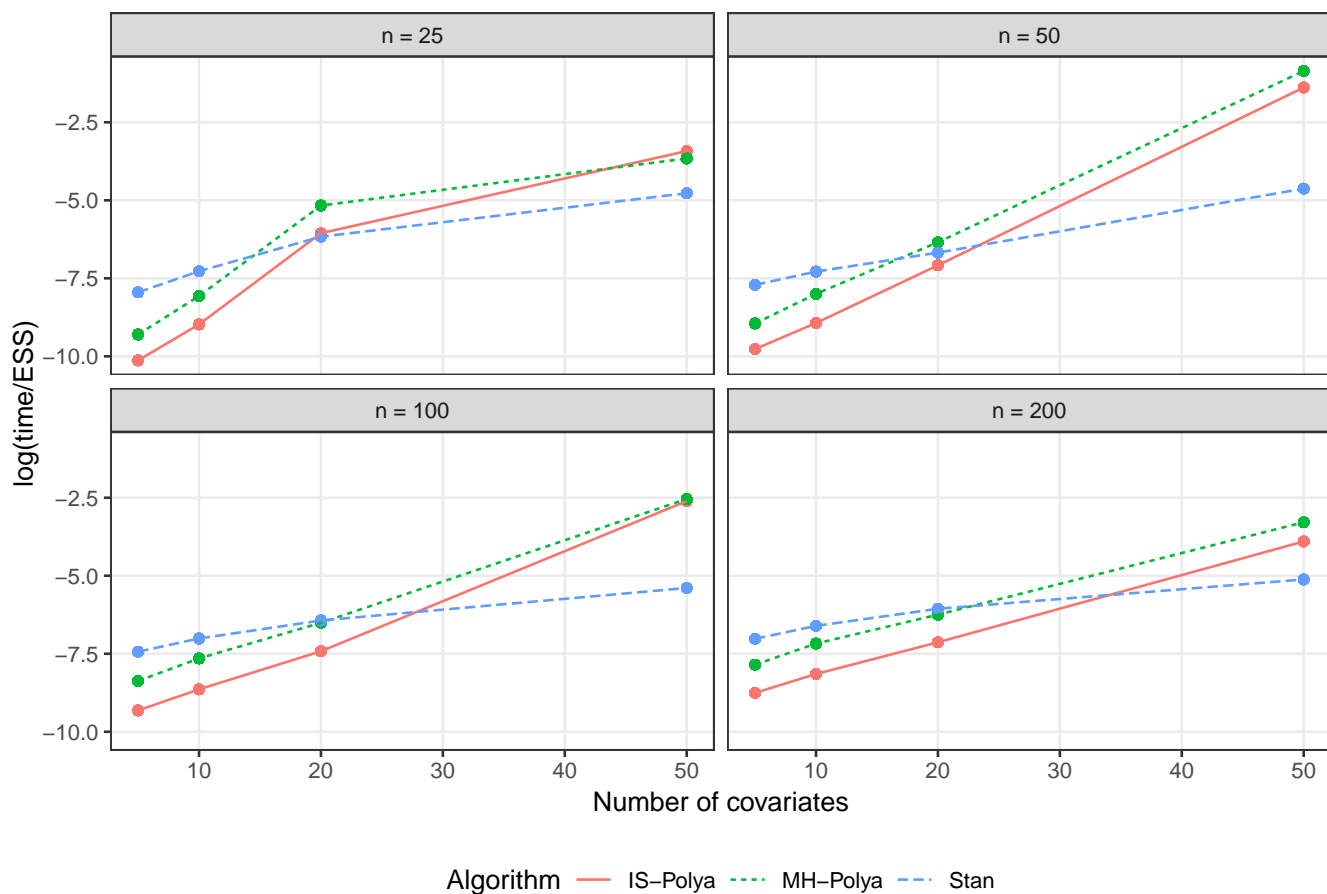 n = 25
n = 50
−2.5
−5.0
−7.5
−10.0
n = 100
n = 200
−2.5
−5.0
−7.5
−10.0
log(time/ESS)
10 20 30 40 50 10 20 30 40 50
Number of covariates
Algorithm IS−Polya MH−Polya Stan